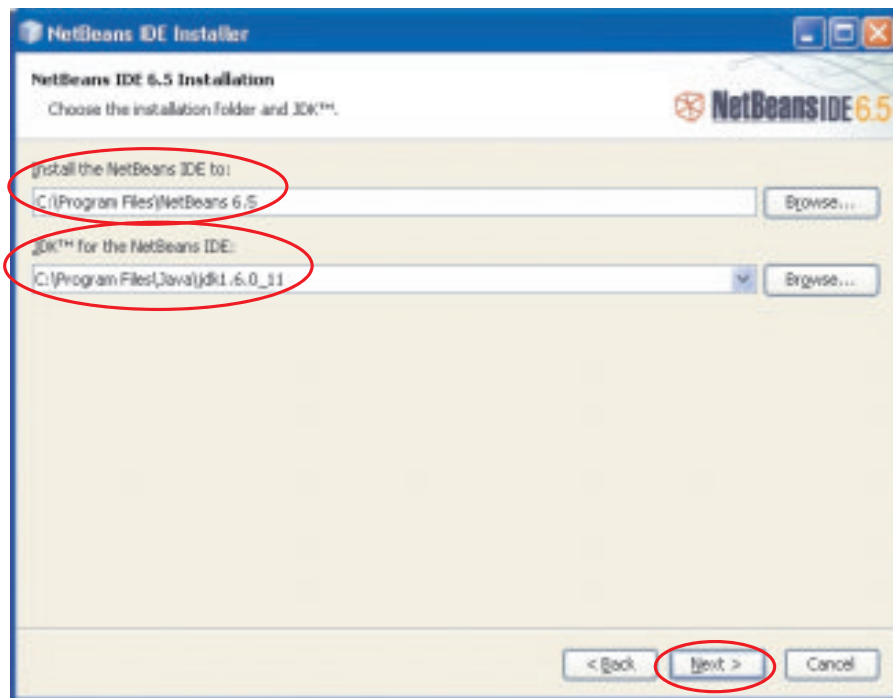 NetBeans IDE Installer
NetBeans IDE 6.5 Installation
Choose the installation folder and JDK™.
NetBeans IDE 6.5
Install the NetBeans IDE to:
C:\Program Files\NetBeans 6.5
Browse...
JDK™ for the NetBeans IDE:
C:\Program Files\Java\jdk1.6.0_11
Browse...
< Back
Next >
Cancel